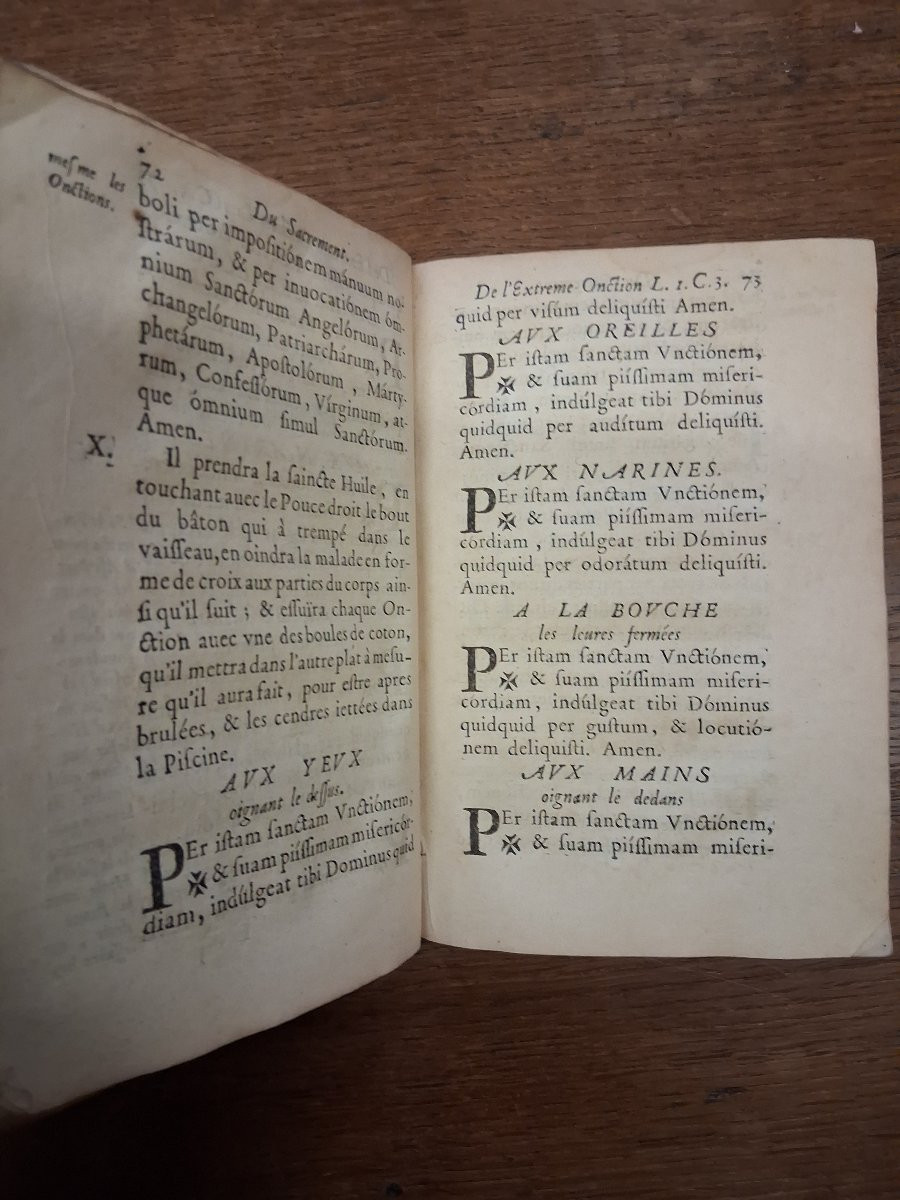 72
Du Sacrement.
meſme les
Onctions.
boli per impoſitiónem mánuum no-
ſtrárum, & per inuocatiónem óm-
nium Sanctórum Angelórum, Ar-
changelórum, Patriarchárum, Pro-
phetárum, Apoſtolórum, Márty-
rum, Confeſſórum, Vírginum, at-
que ómnium ſimul Sanctórum.
Amen.
X.
Il prendra la ſaincte Huile, en
touchant auec le Pouce droit le bout
du bâton qui à trempé dans le
vaiſſeau, en oindra la malade en for-
me de croix aux parties du corps ain-
ſi qu'il ſuit ; & eſſuïra chaque On-
ction auec vne des boules de coton,
qu'il mettra dans l'autre plat à meſu-
re qu'il aura fait, pour eſtre apres
brulées, & les cendres iettées dans
la Piſcine.
AVX YEVX
oignant le deſſus.
PEr iſtam ſanctam Vnctiónem,
✠ & ſuam piíſſimam miſericór-
diam, indúlgeat tibi Dominus quid
De l'Extreme-Onction L. 1. C. 3. 73
quid per viſum deliquíſti Amen.
AVX OREILLES
PEr iſtam ſanctam Vnctiónem,
✠ & ſuam piíſſimam miſeri-
córdiam, indúlgeat tibi Dóminus
quidquid per audítum deliquíſti.
Amen.
AVX NARINES.
PEr iſtam ſanctam Vnctiónem,
✠ & ſuam piíſſimam miſeri-
córdiam, indúlgeat tibi Dóminus
quidquid per odorátum deliquíſti.
Amen.
A LA BOVCHE
les leures fermées
PEr iſtam ſanctam Vnctiónem,
✠ & ſuam piíſſimam miſeri-
cordiam, indúlgeat tibi Dóminus
quidquid per guſtum, & locutió-
nem deliquiſti. Amen.
AVX MAINS
oignant le dedans
PEr iſtam ſanctam Vnctiónem,
✠ & ſuam piíſſimam miſeri-